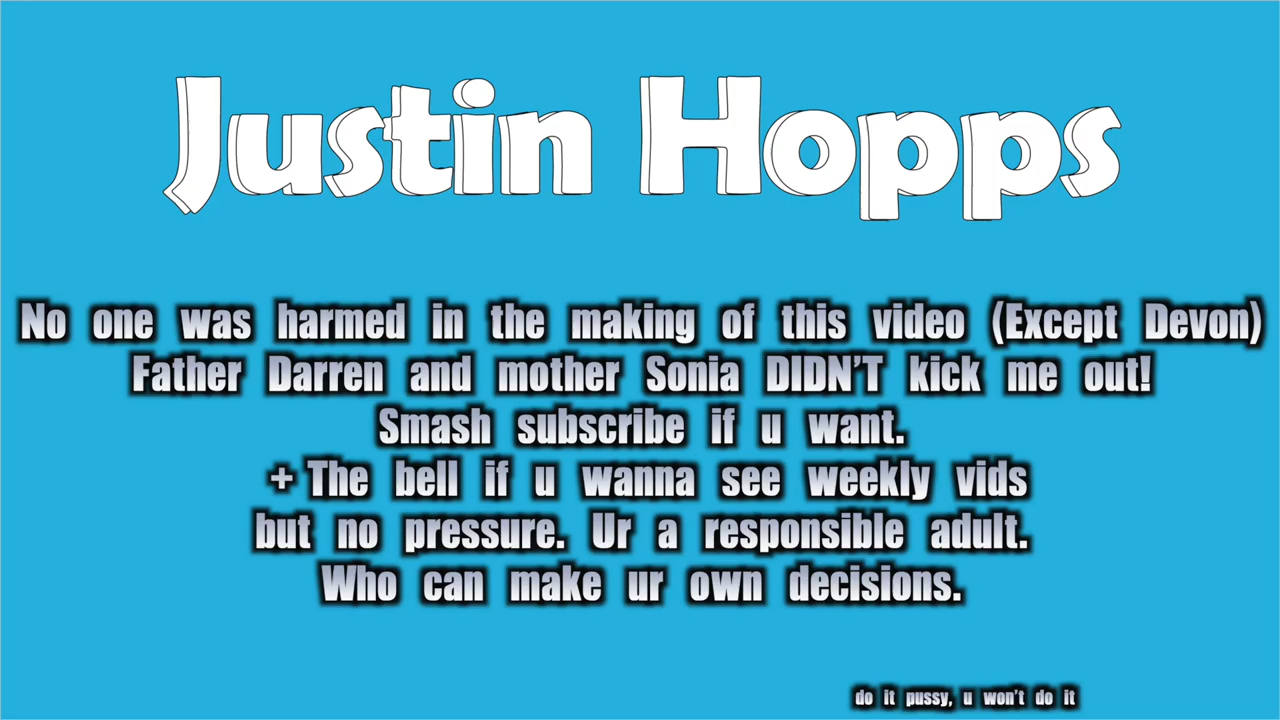 Justin Hopps
No one was harmed in the making of this video (Except Devon)
Father Darren and mother Sonia DIDN'T kick me out!
Smash subscribe if u want.
+ The bell if u wanna see weekly vids
but no pressure. Ur a responsible adult.
Who can make ur own decisions.
do it pussy, u won't do it